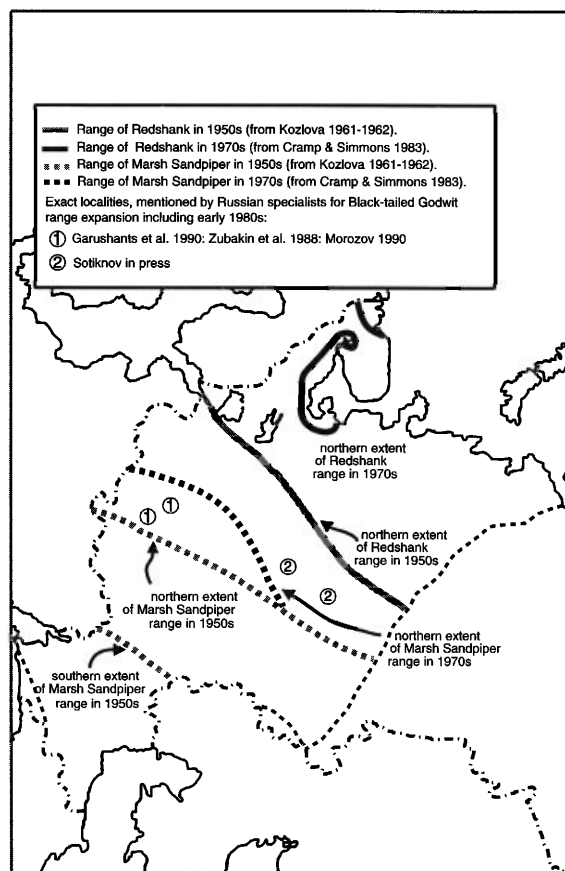 Range of Redshank in 1950s (from Kozlova 1961-1962).
Range of Redshank in 1970s (from Cramp & Simmons 1983).
Range of Marsh Sandpiper in 1950s (from Kozlova 1961-1962).
Range of Marsh Sandpiper in 1970s (from Cramp & Simmons 1983).
Exact localities, mentioned by Russian specialists for Black-tailed Godwit
range expansion including early 1980s:
① Garushants et al. 1990: Zubakin et al. 1988: Morozov 1990
② Sotiknov in press
northern extent
of Redshank
range in 1970s
① ①
northern extent
of Redshank
range in 1950s
②
②
northern extent
of Marsh Sandpiper
range in 1950s
northern extent
of Marsh Sandpiper
range in 1970s
southern extent
of Marsh Sandpiper
range in 1950s